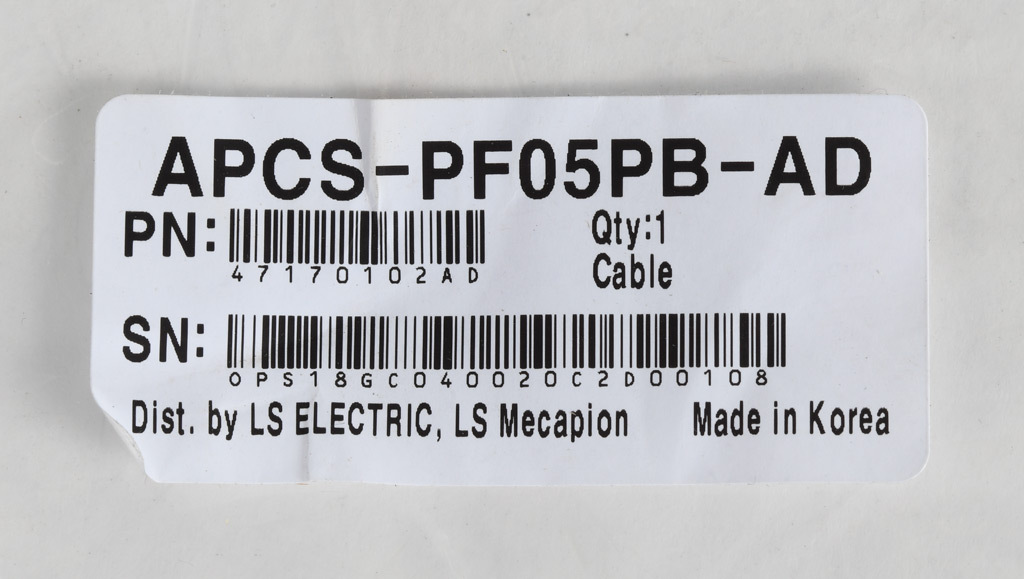 APCS-PF05PB-AD
PN:
47170102AD
Qty:1
Cable
SN:
0PS18GC040020C2D00108
Dist. by LS ELECTRIC, LS Mecapion Made in Korea